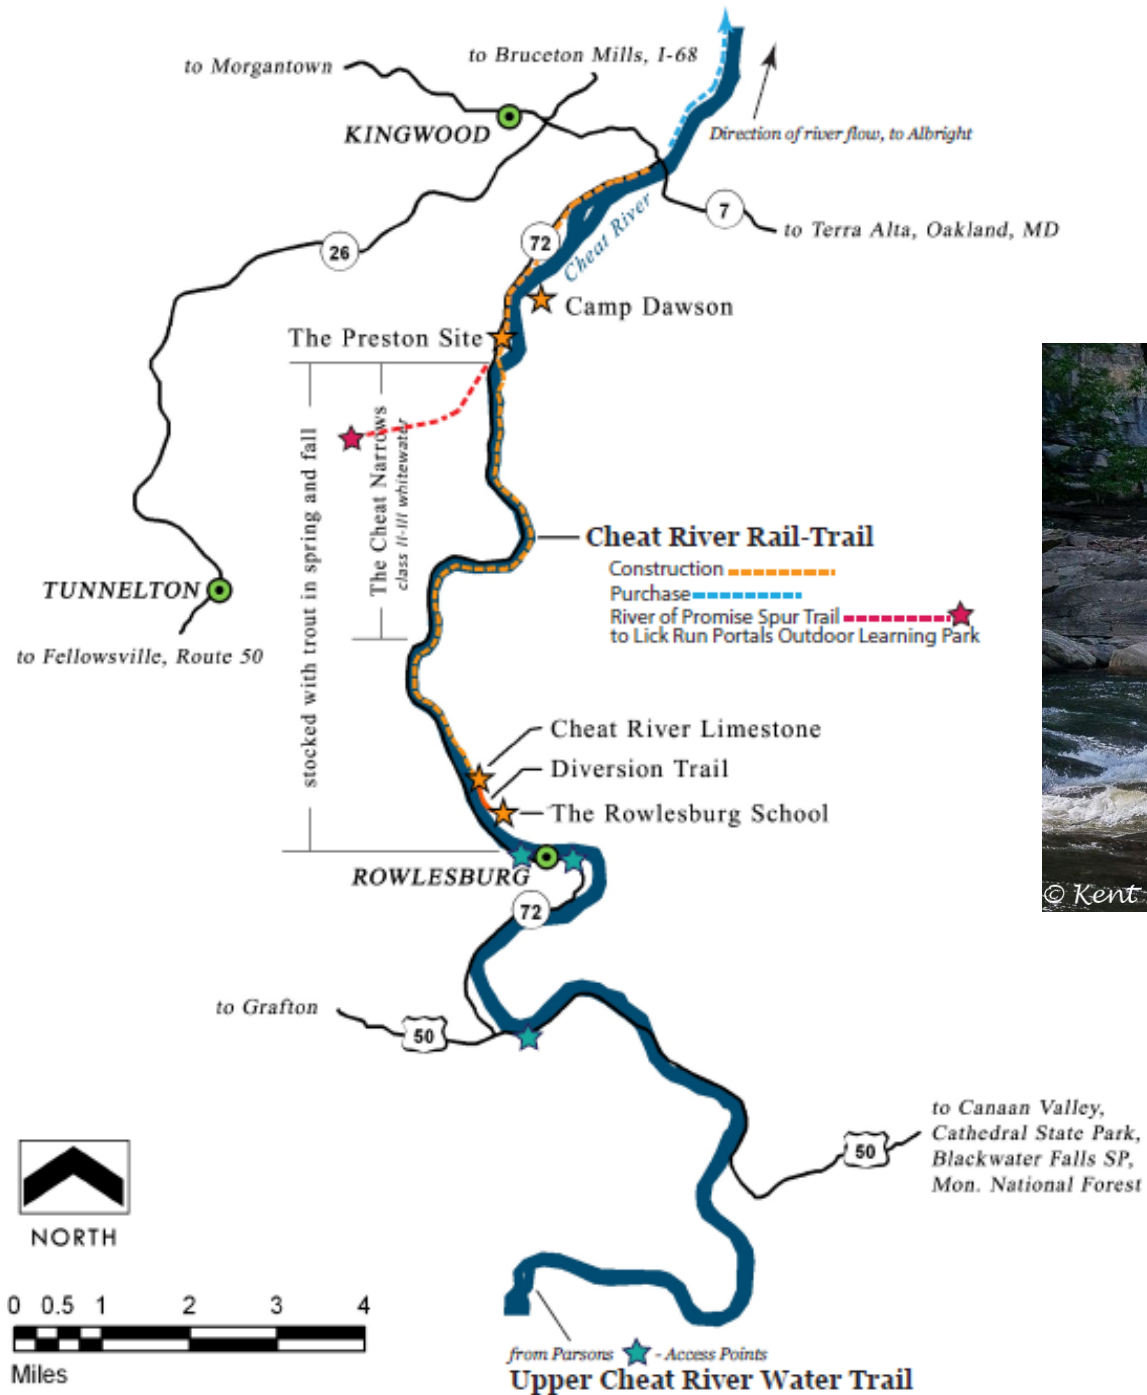 to Bruceton Mills, I-68
to Morgantown
KINGWOOD
Direction of river flow, to Albright
7
to Terra Alta, Oakland, MD
72
Cheat River
26
Camp Dawson
The Preston Site
stocked with trout in spring and fall
The Cheat Narrows
class II-III whitewater
Cheat River Rail-Trail
Construction
Purchase
River of Promise Spur Trail
to Lick Run Portals Outdoor Learning Park
TUNNELTON
to Fellowsville, Route 50
Cheat River Limestone
Diversion Trail
The Rowlesburg School
ROWLESBURG
© Kent
72
to Grafton
50
to Canaan Valley,
Cathedral State Park,
Blackwater Falls SP,
Mon. National Forest
50
NORTH
0 0.5 1 2 3 4
Miles
from Parsons - Access Points
Upper Cheat River Water Trail